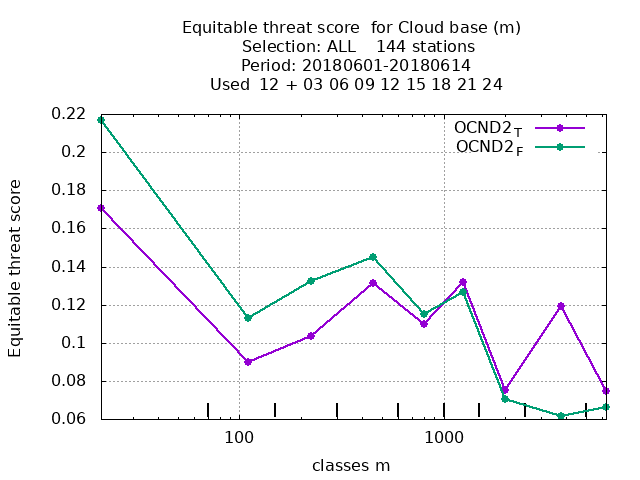 Equitable threat score  for Cloud base (m)
Selection: ALL    144 stations
Period: 20180601-20180614
Used  12 + 03 06 09 12 15 18 21 24
OCND2T
OCND2F
0.22
0.2
0.18
0.16
0.14
0.12
0.1
0.08
0.06
Equitable threat score
100
1000
classes m